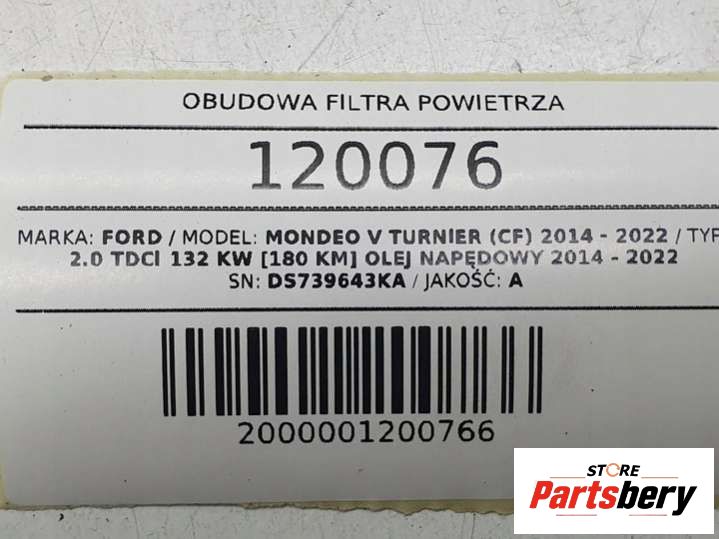 OBUDOWA FILTRA POWIETRZA
120076
MARKA: FORD / MODEL: MONDEO V TURNIER (CF) 2014 - 2022 / TYP
2.0 TDCI 132 KW [180 KM] OLEJ NAPĘDOWY 2014 - 2022
SN: DS739643KA / JAKOŚĆ: A
2000001200766
STORE
Partsbery